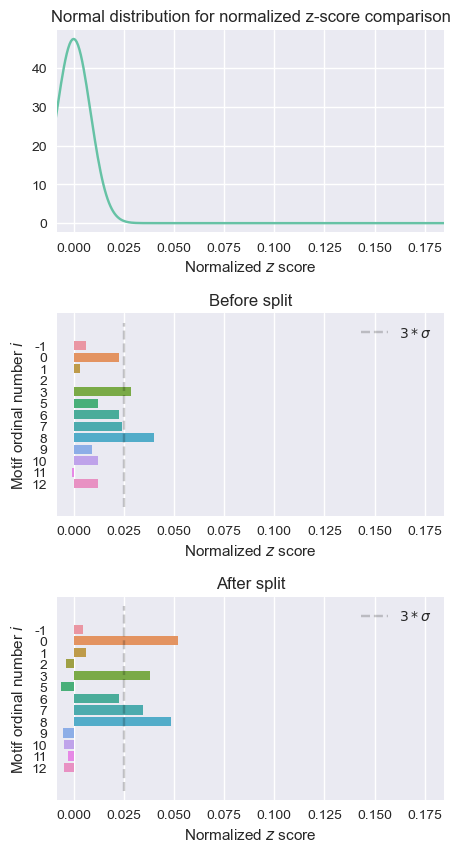 Normal distribution for normalized z-score comparison
40
30
20
10
0
0.000 0.025 0.050 0.075 0.100 0.125 0.150 0.175
Normalized z score
Before split
3 * σ
Motif ordinal number i
-1
0
1
2
3
5
6
7
8
9
10
11
12
0.000 0.025 0.050 0.075 0.100 0.125 0.150 0.175
Normalized z score
After split
3 * σ
Motif ordinal number i
-1
0
1
2
3
5
6
7
8
9
10
11
12
0.000 0.025 0.050 0.075 0.100 0.125 0.150 0.175
Normalized z score